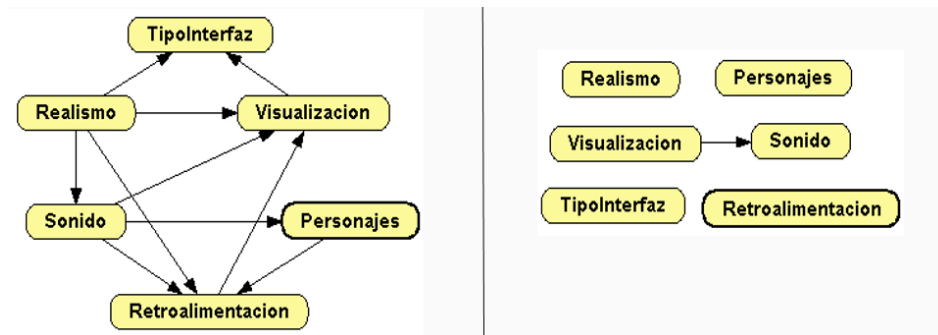 TipoInterfaz
Realismo
Visualizacion
Sonido
Personajes
Retroalimentacion
Realismo
Personajes
Visualizacion
Sonido
TipoInterfaz
Retroalimentacion